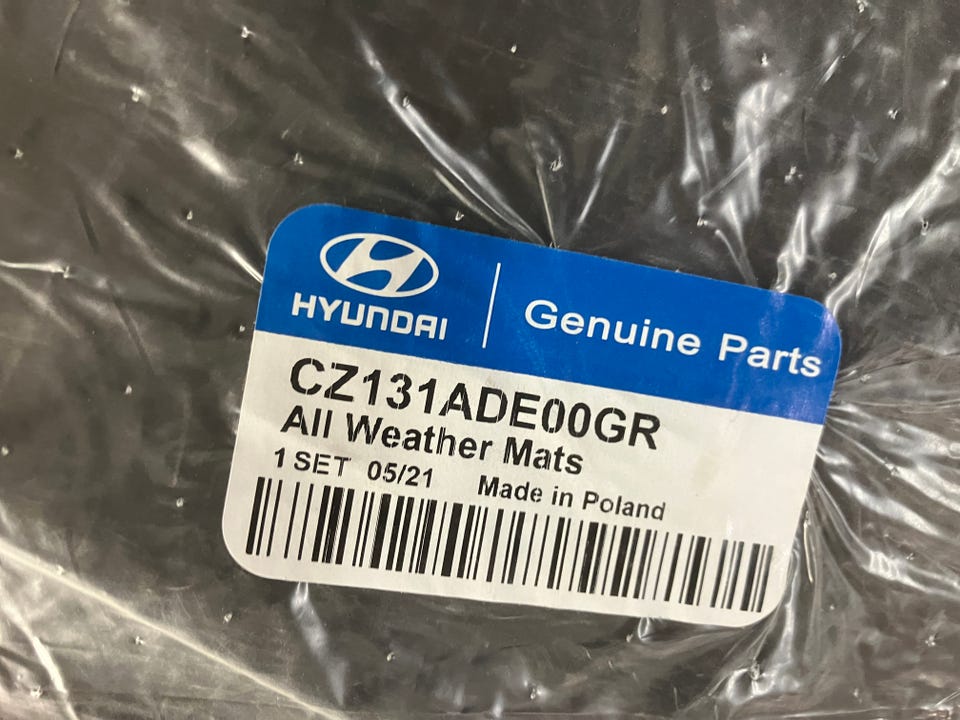 HYUNDAI
Genuine Parts
CZ131ADE00GR
All Weather Mats
1 SET 05/21 Made in Poland